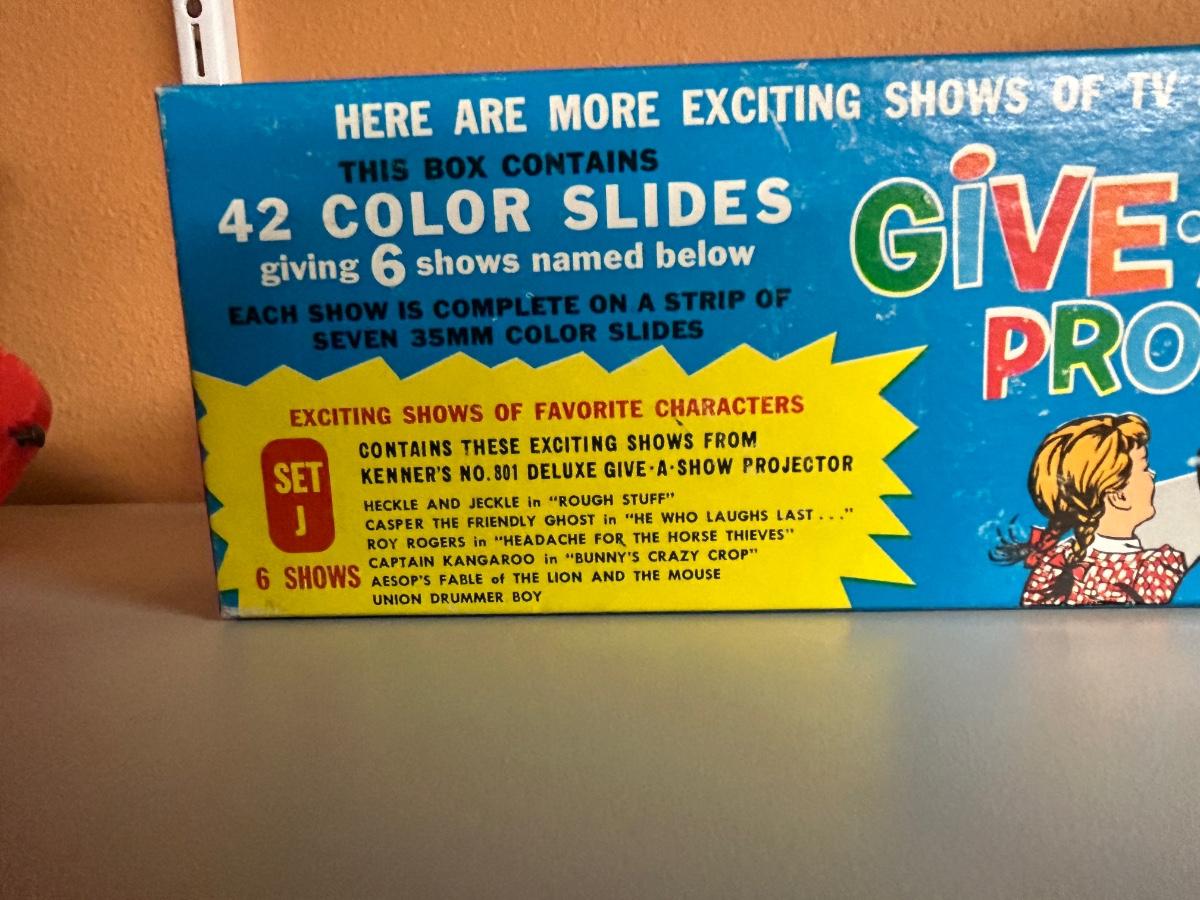 HERE ARE MORE EXCITING SHOWS OF TV
THIS BOX CONTAINS
42 COLOR SLIDES
giving 6 shows named below
EACH SHOW IS COMPLETE ON A STRIP OF
SEVEN 35MM COLOR SLIDES
GiVE-
PRO
EXCITING SHOWS OF FAVORITE CHARACTERS
SET
J
6 SHOWS
CONTAINS THESE EXCITING SHOWS FROM
KENNER'S NO. 801 DELUXE GIVE-A-SHOW PROJECTOR
HECKLE AND JECKLE in "ROUGH STUFF"
CASPER THE FRIENDLY GHOST in "HE WHO LAUGHS LAST . . ."
ROY ROGERS in "HEADACHE FOR THE HORSE THIEVES"
CAPTAIN KANGAROO in "BUNNY'S CRAZY CROP"
AESOP'S FABLE of THE LION AND THE MOUSE
UNION DRUMMER BOY